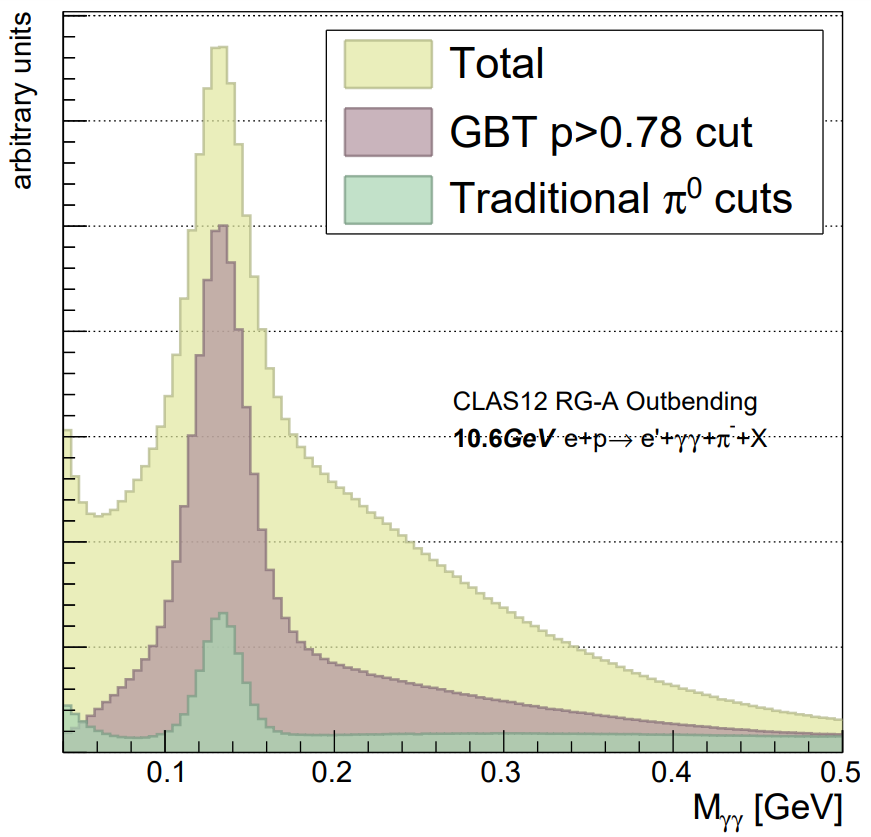 arbitrary units
Total
GBT p>0.78 cut
Traditional π⁰ cuts
CLAS12 RG-A Outbending
10.6GeV e+p→ e'+γγ+π⁻+X
0.1 0.2 0.3 0.4 0.5
Mγγ [GeV]